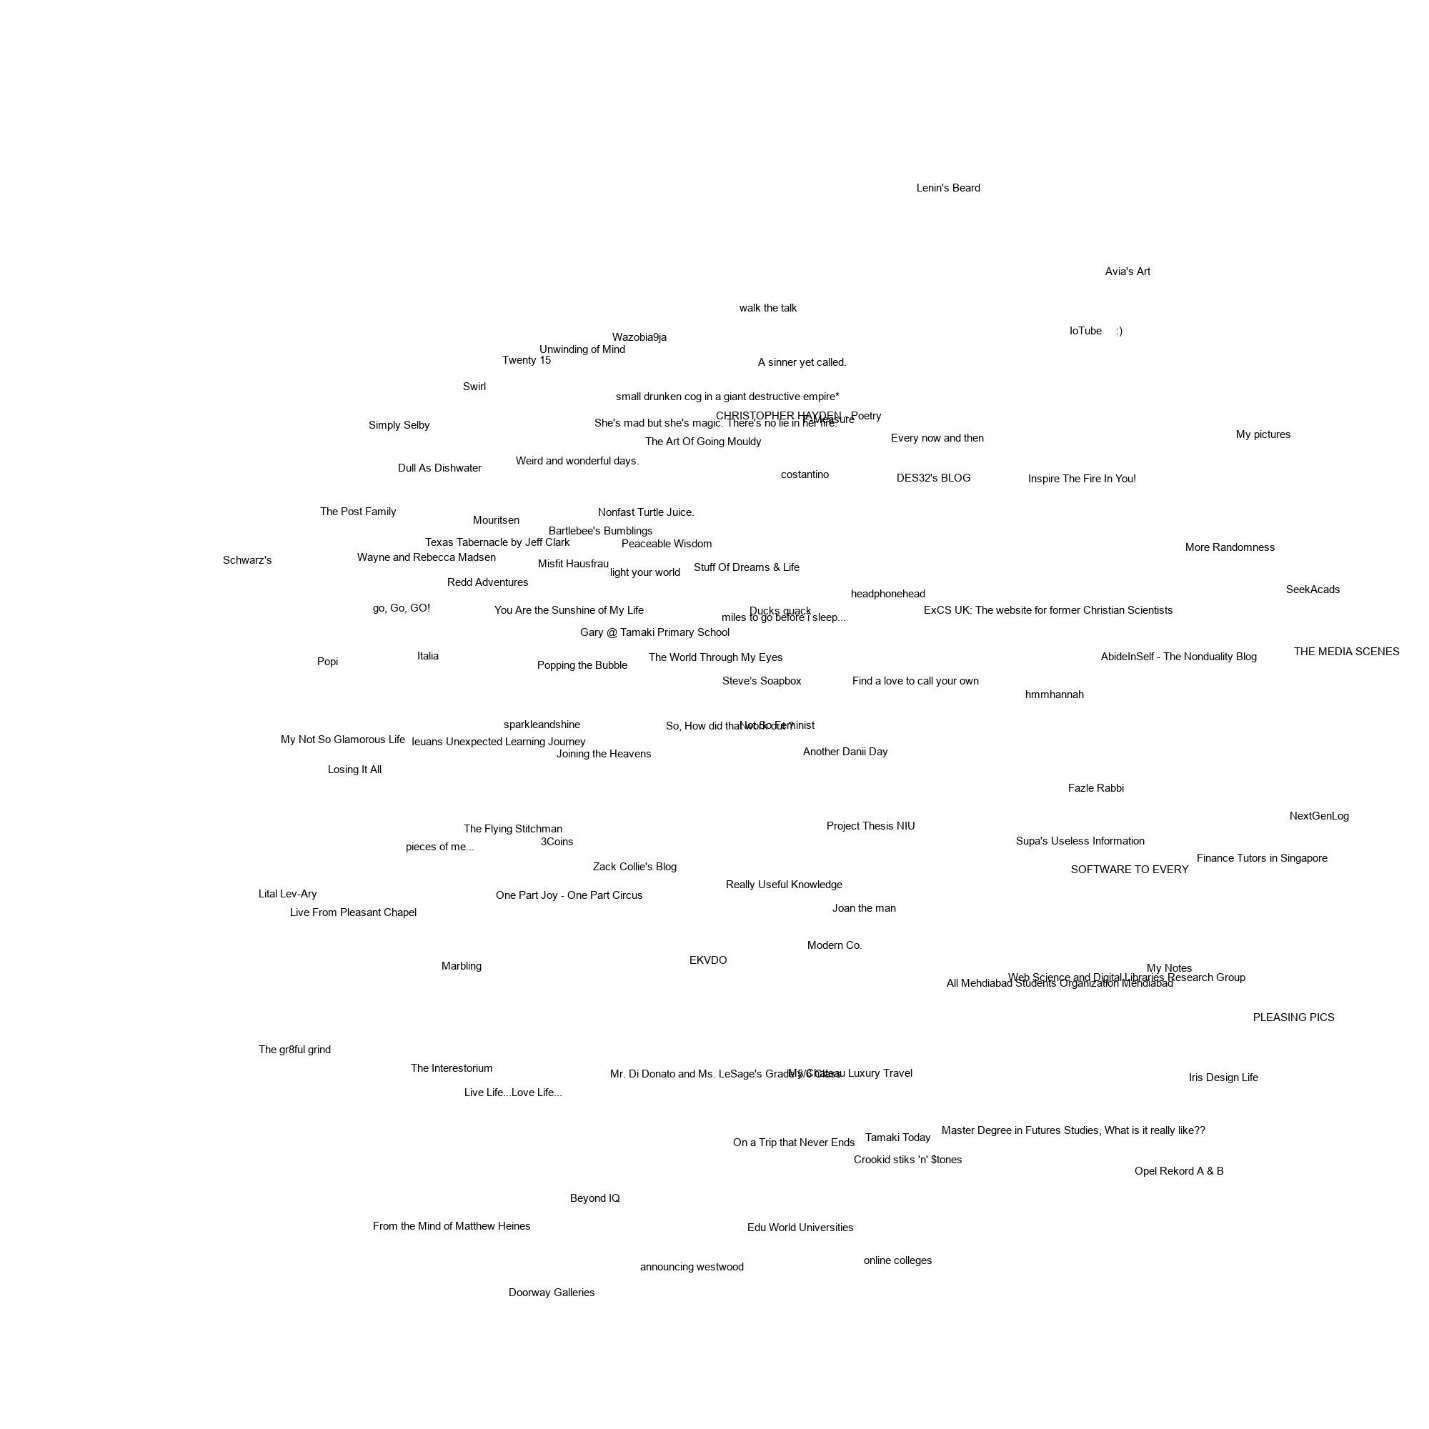 Lenin's Beard
Avia's Art
walk the talk
IoTube :)
Wazobia9ja
Unwinding of Mind
Twenty 15
A sinner yet called.
Swirl
small drunken cog in a giant destructive empire*
CHRISTOPHER HAYDEN - Poetry
She's mad but she's magic. There's no lie in her fire.
Simply Selby
My pictures
Every now and then
The Art Of Going Mouldy
Weird and wonderful days.
Dull As Dishwater
costantino
DES32's BLOG
Inspire The Fire In You!
The Post Family
Nonfast Turtle Juice.
Mouritsen
Bartlebee's Bumblings
Texas Tabernacle by Jeff Clark
Peaceable Wisdom
More Randomness
Wayne and Rebecca Madsen
Schwarz's
Misfit Hausfrau
Stuff Of Dreams & Life
light your world
Redd Adventures
SeekAcads
headphonehead
go, Go, GO!
You Are the Sunshine of My Life
Ducks quack
ExCS UK: The website for former Christian Scientists
miles to go before i sleep...
Gary @ Tamaki Primary School
THE MEDIA SCENES
Italia
The World Through My Eyes
AbideInSelf - The Nonduality Blog
Popi
Popping the Bubble
Steve's Soapbox
Find a love to call your own
hmmhannah
sparkleandshine
So, How did that work out?
Not So Feminist
My Not So Glamorous Life
Ieuans Unexpected Learning Journey
Another Danii Day
Joining the Heavens
Losing It All
Fazle Rabbi
NextGenLog
Project Thesis NIU
The Flying Stitchman
3Coins
Supa's Useless Information
pieces of me...
Finance Tutors in Singapore
Zack Collie's Blog
SOFTWARE TO EVERY
Really Useful Knowledge
Lital Lev-Ary
One Part Joy - One Part Circus
Joan the man
Live From Pleasant Chapel
Modern Co.
EKVDO
Marbling
My Notes
Web Science and Digital Libraries Research Group
All Mehdiabad Students Organization Mehdiabad
PLEASING PICS
The gr8ful grind
The Interestorium
Mr. Di Donato and Ms. LeSage's Grade 5/6 Class
My Chateau Luxury Travel
Iris Design Life
Live Life...Love Life...
Master Degree in Futures Studies, What is it really like??
Tamaki Today
On a Trip that Never Ends
Crookid stiks 'n' $tones
Opel Rekord A & B
Beyond IQ
From the Mind of Matthew Heines
Edu World Universities
online colleges
announcing westwood
Doorway Galleries